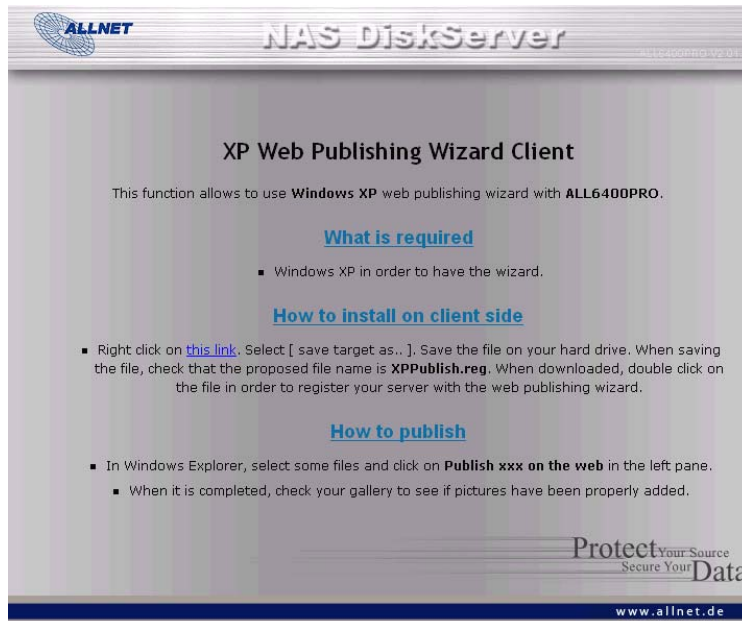 ALLNET
NAS DiskServer
ALL6400PRO V2.01
XP Web Publishing Wizard Client
This function allows to use Windows XP web publishing wizard with ALL6400PRO.
What is required
▪ Windows XP in order to have the wizard.
How to install on client side
▪ Right click on this link. Select [ save target as.. ]. Save the file on your hard drive. When saving
the file, check that the proposed file name is XPPublish.reg. When downloaded, double click on
the file in order to register your server with the web publishing wizard.
How to publish
▪ In Windows Explorer, select some files and click on Publish xxx on the web in the left pane.
▪ When it is completed, check your gallery to see if pictures have been properly added.
Protect Your Source
Secure Your Data
www.allnet.de